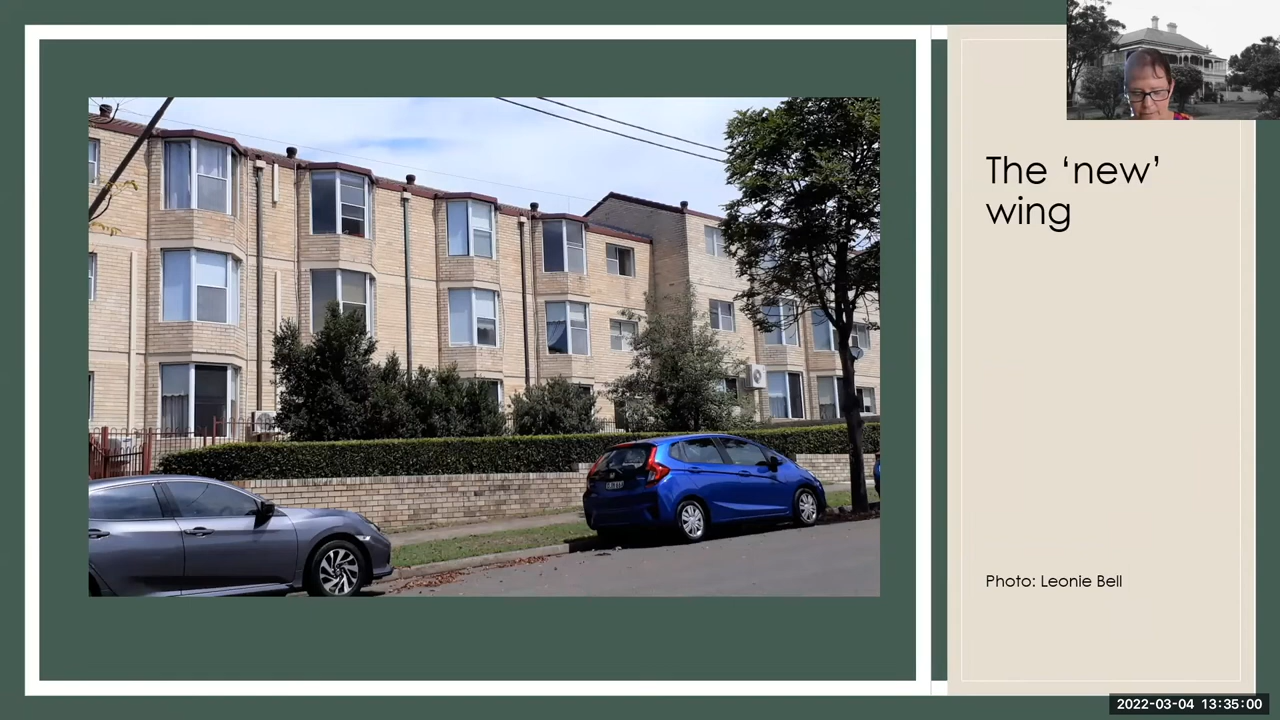 The ‘new’
wing
Photo: Leonie Bell
2022-03-04 13:35:00